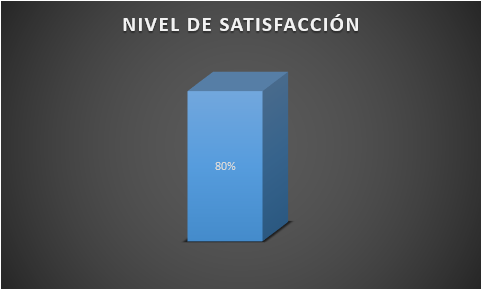 NIVEL DE SATISFACCIÓN
80%